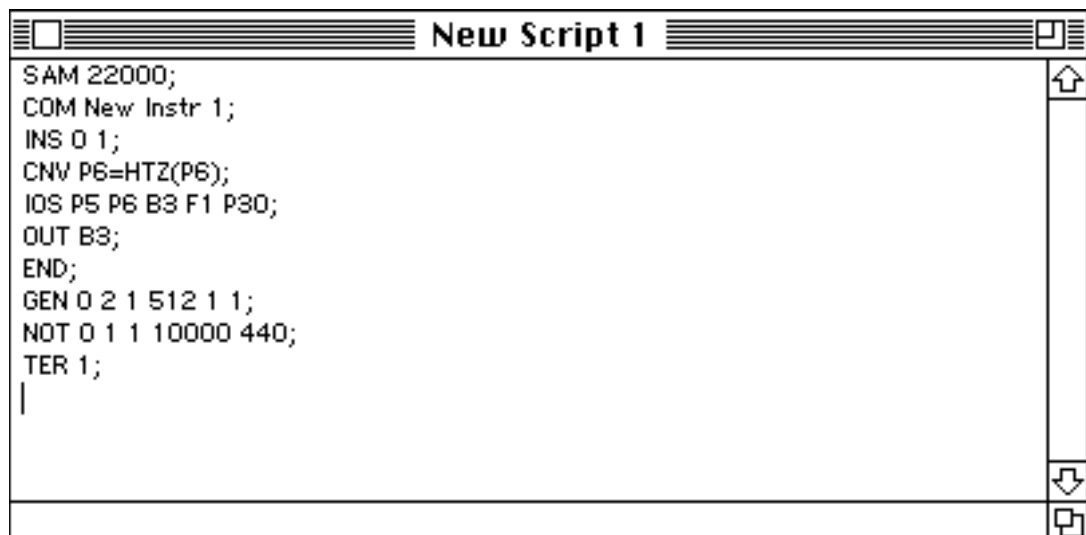 New Script 1
SAM 22000;
COM New Instr 1;
INS 0 1;
CNV P6=HTZ(P6);
IOS P5 P6 B3 F1 P30;
OUT B3;
END;
GEN 0 2 1 512 1 1;
NOT 0 1 1 10000 440;
TER 1;